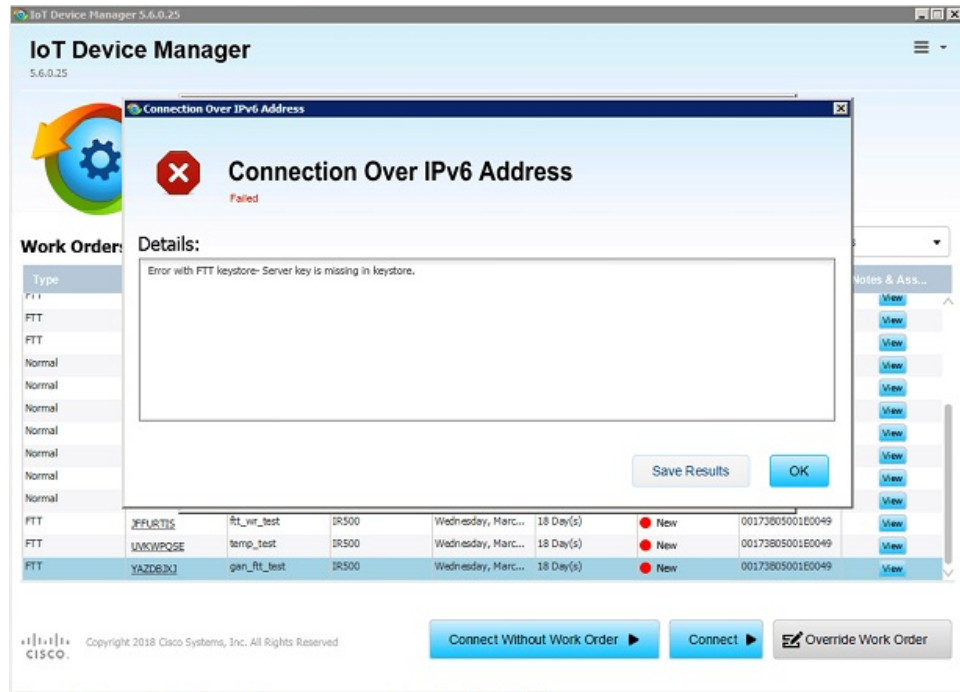 IoT Device Manager 5.6.0.25
IoT Device Manager
5.6.0.25
Connection Over IPv6 Address
Connection Over IPv6 Address
Failed
Details:
Error with FTT keystore- Server key is missing in keystore.
Save Results OK
Work Orders
Type Notes & Ass...
FTT View
FTT View
FTT View
Normal View
Normal View
Normal View
Normal View
Normal View
Normal View
Normal View
FTT JFFURTIS ftt_wr_test IR500 Wednesday, Marc... 18 Day(s) New 00173B05001E0049 View
FTT UVKWPQSE temp_test IR500 Wednesday, Marc... 18 Day(s) New 00173B05001E0049 View
FTT YAZDBJXJ gan_ftt_test IR500 Wednesday, Marc... 18 Day(s) New 00173B05001E0049 View
CISCO. Copyright 2018 Cisco Systems, Inc. All Rights Reserved
Connect Without Work Order Connect Override Work Order